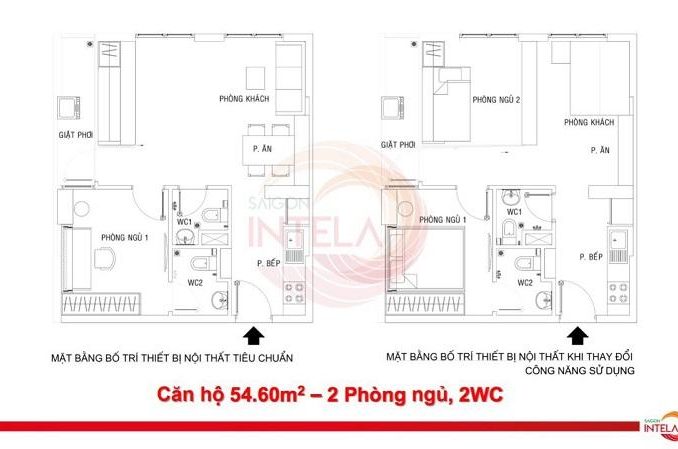 PHÒNG KHÁCH
GIẶT PHƠI
P. ĂN
WC1
PHÒNG NGỦ 1
P. BẾP
WC2
MẶT BẰNG BỐ TRÍ THIẾT BỊ NỘI THẤT TIÊU CHUẨN
PHÒNG NGỦ 2
PHÒNG KHÁCH
GIẶT PHƠI
P. ĂN
PHÒNG NGỦ 1
WC1
P. BẾP
WC2
MẶT BẰNG BỐ TRÍ THIẾT BỊ NỘI THẤT KHI THAY ĐỔI
CÔNG NĂNG SỬ DỤNG
SAIGON
INTELA
Căn hộ 54.60m² – 2 Phòng ngủ, 2WC
SAIGON
INTELA